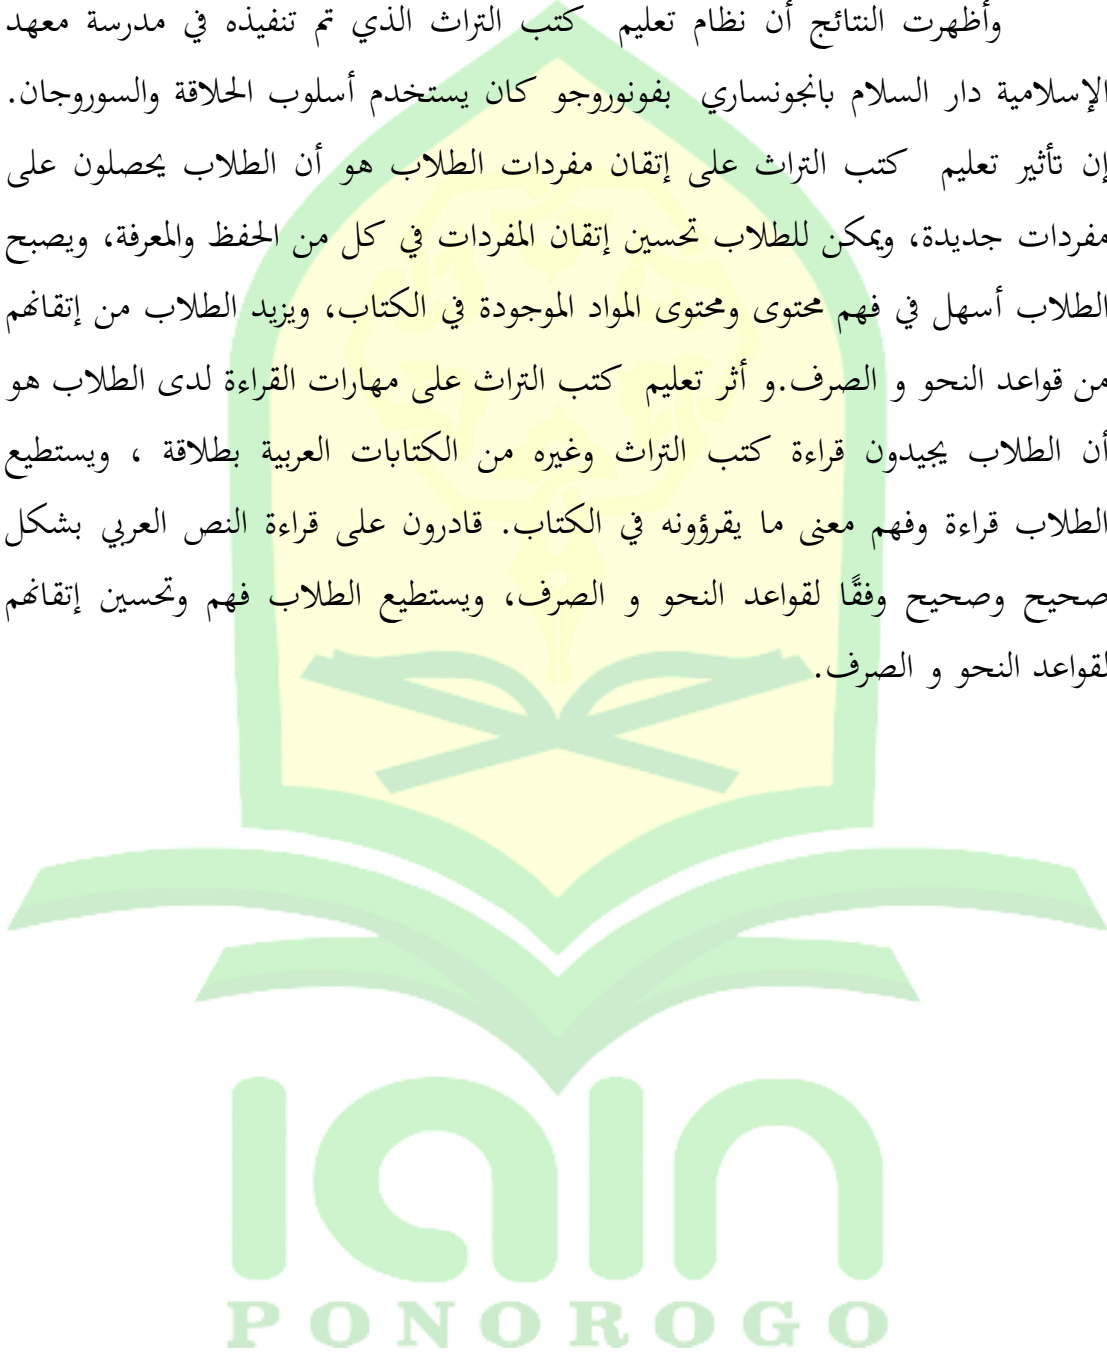 وأظهرت النتائج أن نظام تعليم كتب التراث الذي تم تنفيذه في مدرسة معهد
الإسلامية دار السلام بانجونساري بفونوروجو كان يستخدم أسلوب الحلاقة والسوروجان.
إن تأثير تعليم كتب التراث على إتقان مفردات الطلاب هو أن الطلاب يحصلون على
مفردات جديدة، ويمكن للطلاب تحسين إتقان المفردات في كل من الحفظ والمعرفة، ويصبح
الطلاب أسهل في فهم محتوى ومحتوى المواد الموجودة في الكتاب، ويزيد الطلاب من إتقانهم
من قواعد النحو و الصرف.و أثر تعليم كتب التراث على مهارات القراءة لدى الطلاب هو
أن الطلاب يجيدون قراءة كتب التراث وغيره من الكتابات العربية بطلاقة ، ويستطيع
الطلاب قراءة وفهم معنى ما يقرؤونه في الكتاب. قادرون على قراءة النص العربي بشكل
صحيح وصحيح وفقًا لقواعد النحو و الصرف، ويستطيع الطلاب فهم وتحسين إتقانهم
لقواعد النحو و الصرف.
iain
PONOROGO